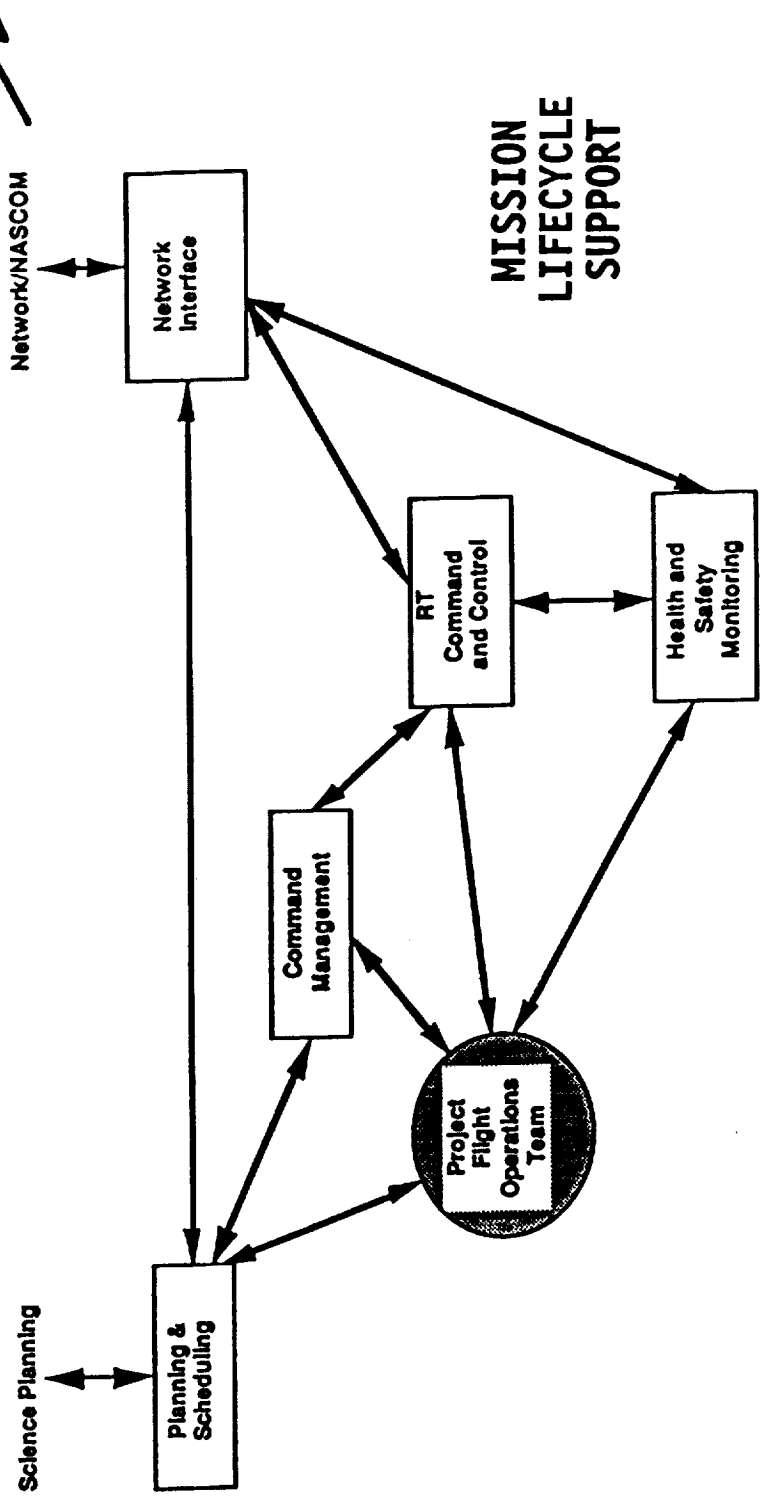 Science Planning
Network/NASCOM
Planning &
Scheduling
Network
Interface
Command
Management
RT
Command
and Control
Project
Flight
Operations
Team
Health and
Safety
Monitoring
MISSION
LIFECYCLE
SUPPORT